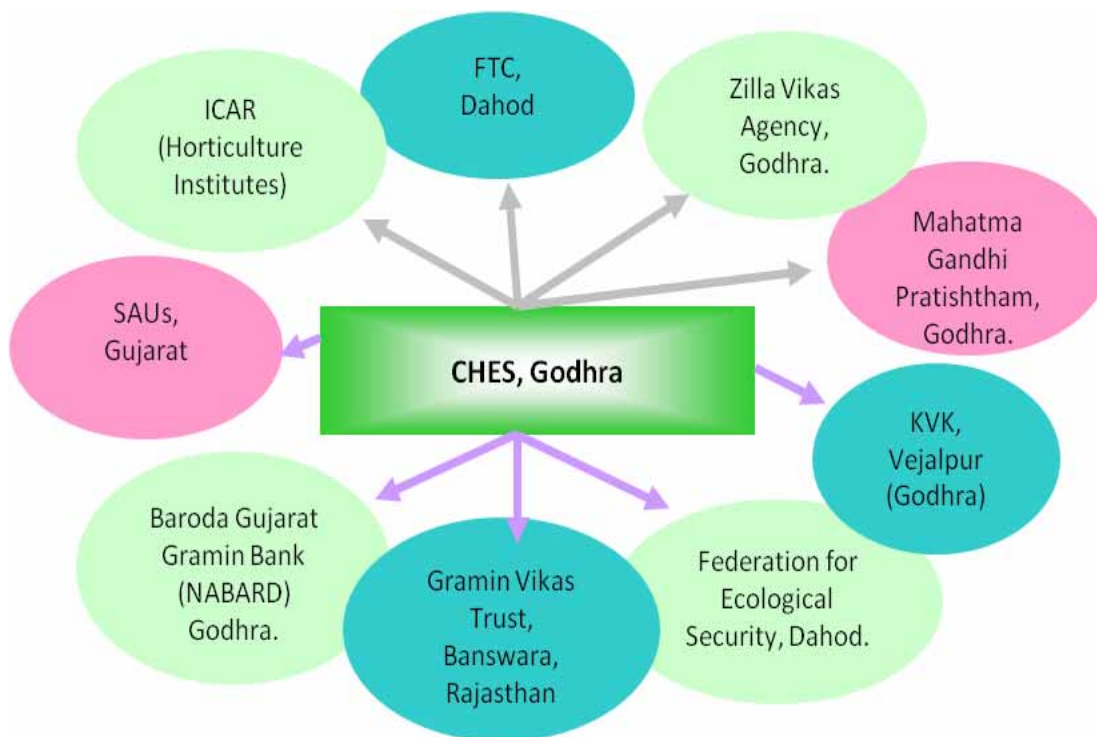 FTC,
Dahod
ICAR
(Horticulture
Institutes)
Zilla Vikas
Agency,
Godhra.
Mahatma
Gandhi
Pratishtham,
Godhra.
SAUs,
Gujarat
CHES, Godhra
KVK,
Vejalpur
(Godhra)
Baroda Gujarat
Gramin Bank
(NABARD)
Godhra.
Gramin Vikas
Trust,
Banswara,
Rajasthan
Federation for
Ecological
Security, Dahod.